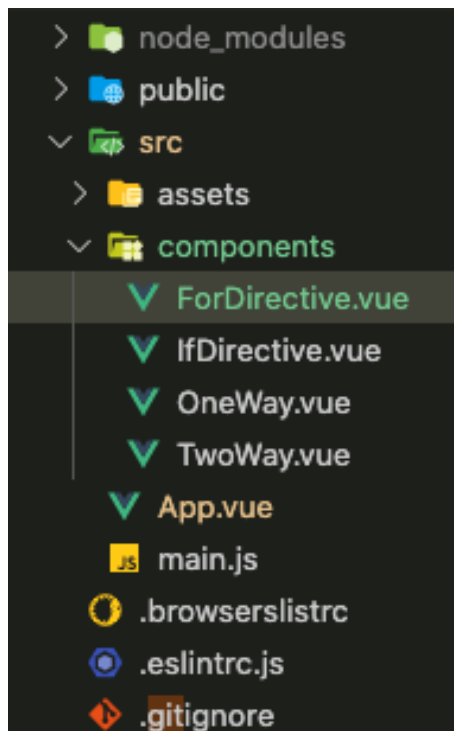 node_modules
public
src
assets
components
ForDirective.vue
IfDirective.vue
OneWay.vue
TwoWay.vue
App.vue
JS main.js
.browserslistrc
.eslintrc.js
.gitignore